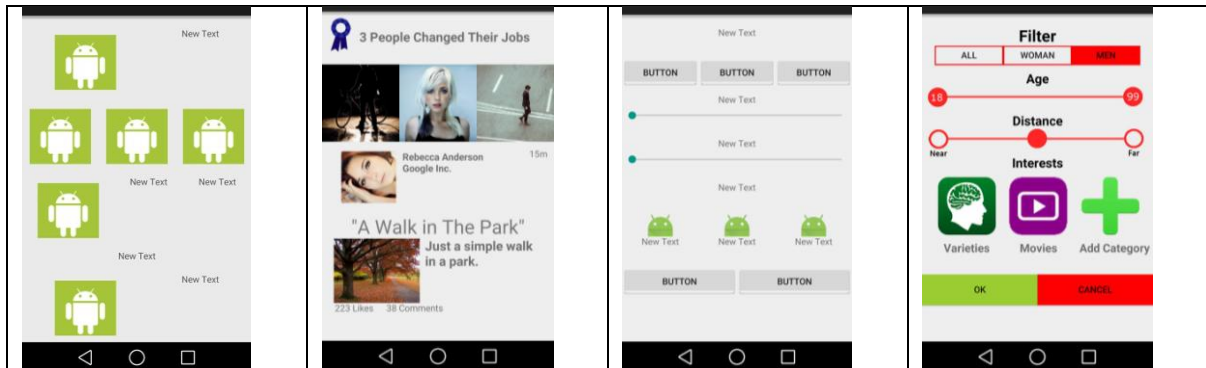 New Text
New Text
New Text
New Text
New Text
3 People Changed Their Jobs
Rebecca Anderson
15m
Google Inc.
"A Walk in The Park"
Just a simple walk
in a park.
223 Likes
38 Comments
New Text
BUTTON
BUTTON
BUTTON
New Text
New Text
New Text
New Text
New Text
New Text
BUTTON
BUTTON
Filter
ALL
WOMAN
MEN
Age
18
99
Distance
Near
Far
Interests
Varieties
Movies
Add Category
OK
CANCEL